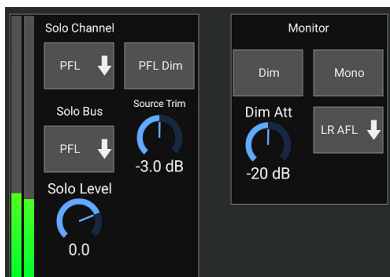 Solo Channel
PFL
PFL Dim
Solo Bus
Source Trim
PFL
-3.0 dB
Solo Level
0.0
Monitor
Dim
Mono
Dim Att
LR AFL
-20 dB